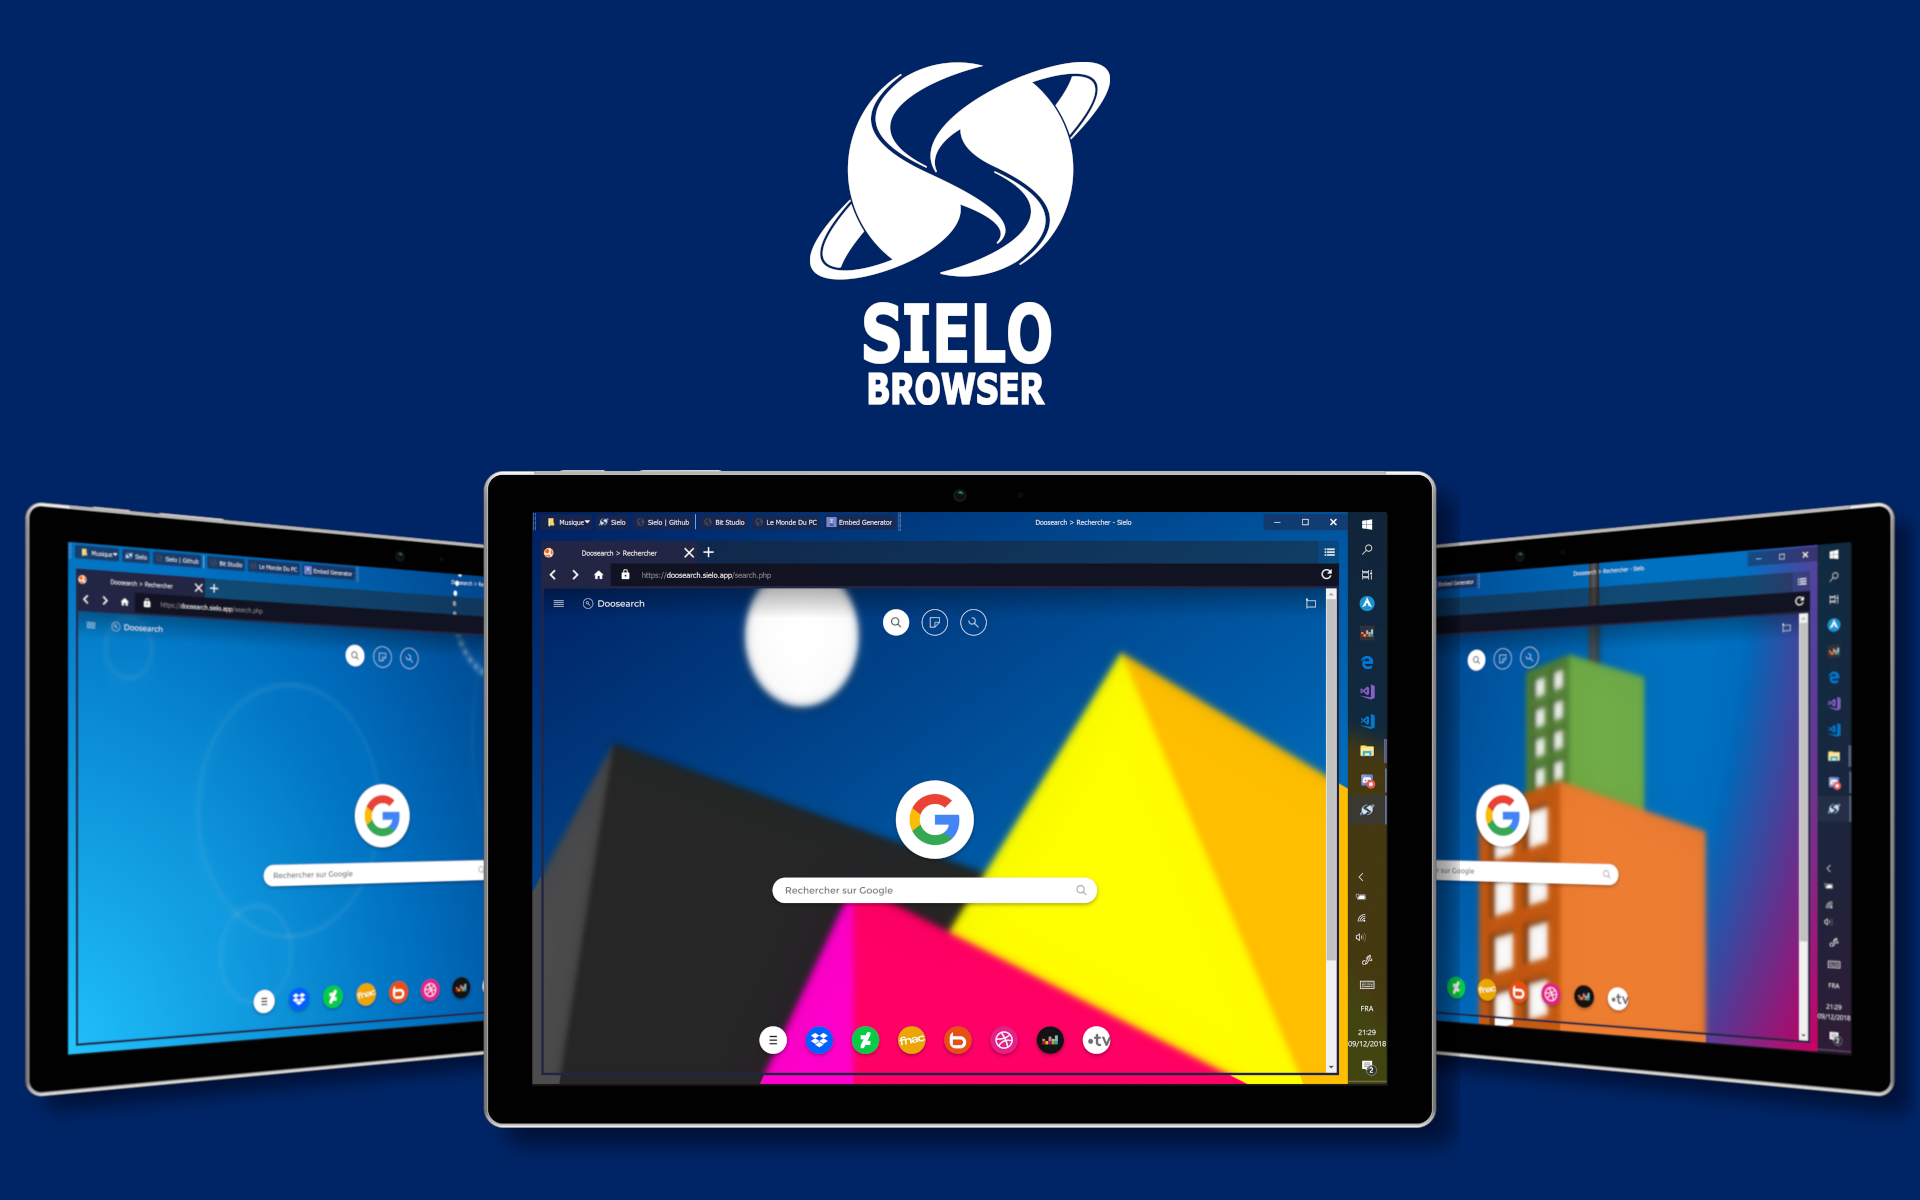 SIELO
BROWSER
Musique Sielo Sielo | Github Bit Studio Le Monde Du PC Embed Generator
Doosearch > Rechercher
https://doosearch.sielo.app/search.php
Doosearch
Rechercher sur Google
fnac
Musique Sielo Sielo | Github Bit Studio Le Monde Du PC Embed Generator Doosearch > Rechercher - Sielo
Doosearch > Rechercher
https://doosearch.sielo.app/search.php
Doosearch
Rechercher sur Google
fnac
tv
FRA
21:29
09/12/2018
2
Embed Generator Doosearch > Rechercher - Sielo
sur Google
fnac
tv
FRA
21:29
09/12/2018